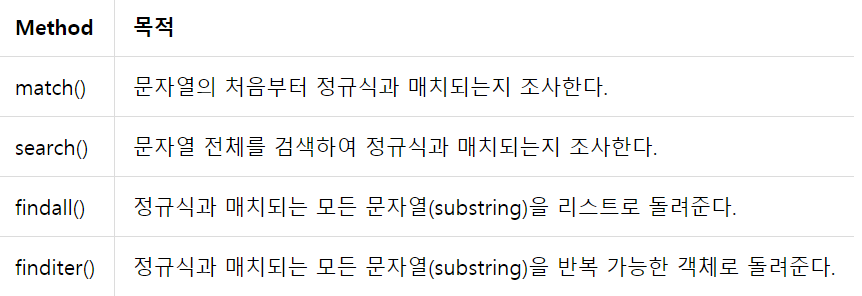 Method 목적
match() 문자열의 처음부터 정규식과 매치되는지 조사한다.
search() 문자열 전체를 검색하여 정규식과 매치되는지 조사한다.
findall() 정규식과 매치되는 모든 문자열(substring)을 리스트로 돌려준다.
finditer() 정규식과 매치되는 모든 문자열(substring)을 반복 가능한 객체로 돌려준다.